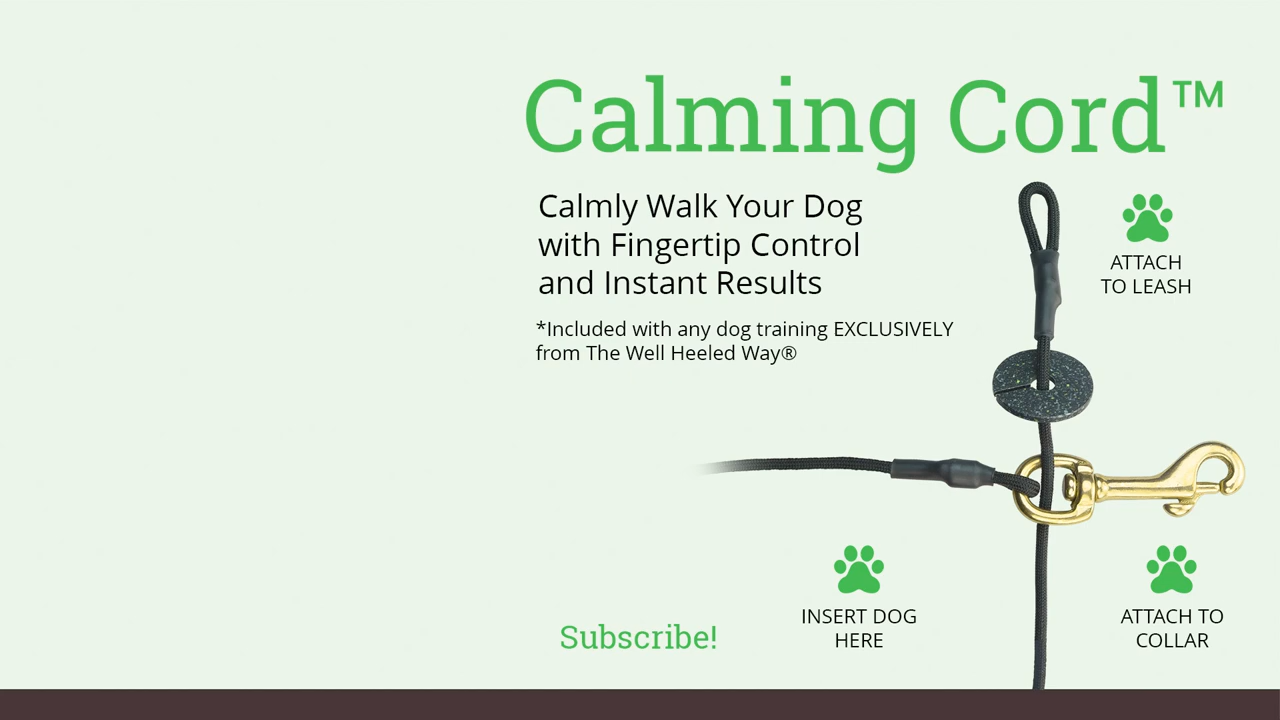 Calming Cord™
Calmly Walk Your Dog
with Fingertip Control
and Instant Results
*Included with any dog training EXCLUSIVELY
from The Well Heeled Way®
ATTACH
TO LEASH
INSERT DOG
HERE
ATTACH TO
COLLAR
Subscribe!